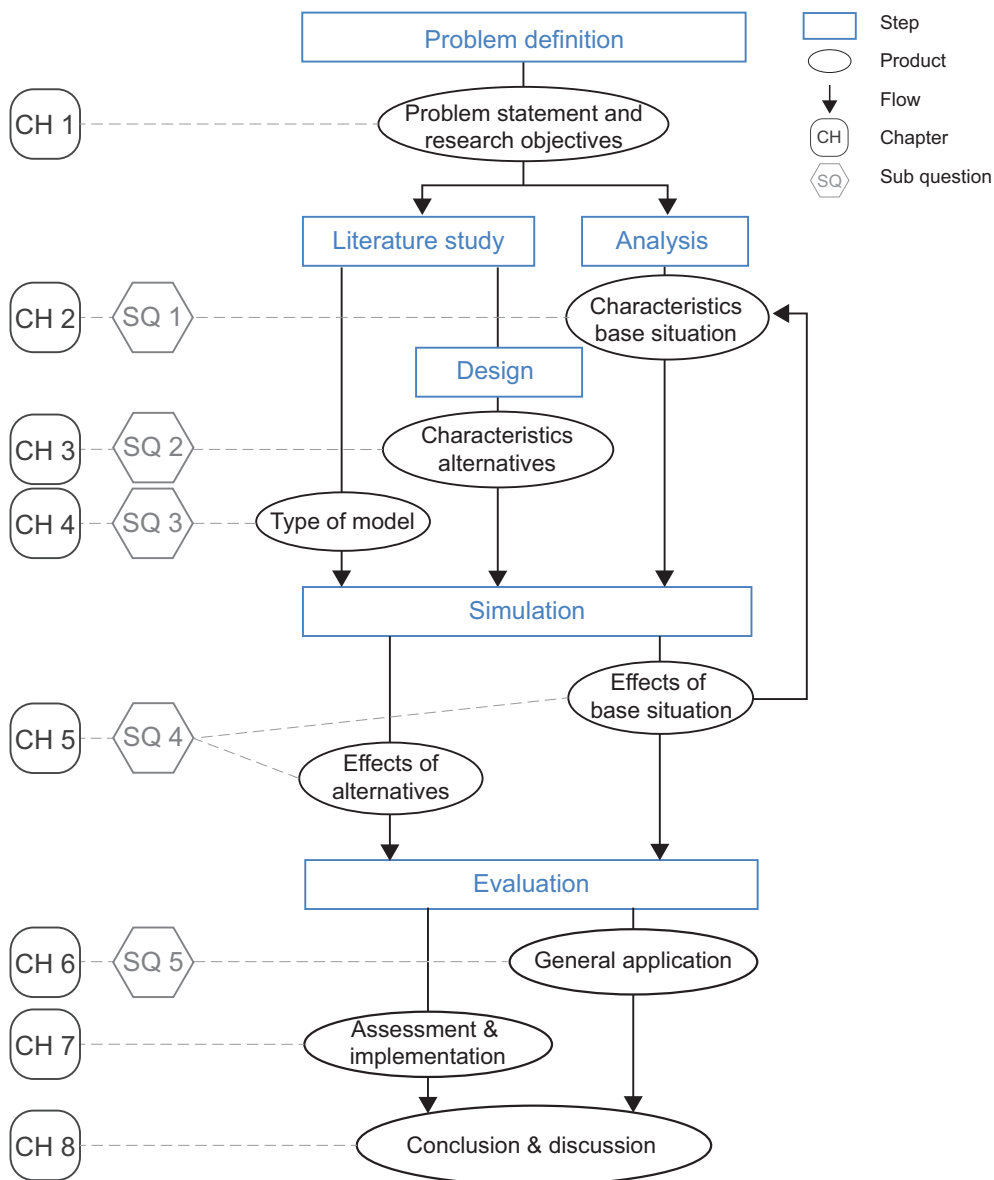 Problem definition
Step
Product
Flow
CH
Chapter
SQ
Sub question
CH 1
Problem statement and
research objectives
Literature study
Analysis
CH 2
SQ 1
Characteristics
base situation
Design
CH 3
SQ 2
Characteristics
alternatives
CH 4
SQ 3
Type of model
Simulation
Effects of
base situation
CH 5
SQ 4
Effects of
alternatives
Evaluation
CH 6
SQ 5
General application
CH 7
Assessment &
implementation
CH 8
Conclusion & discussion